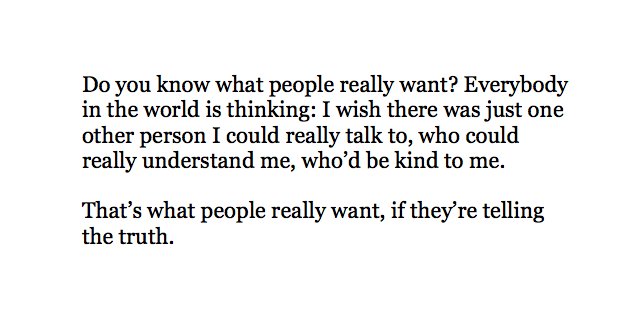 Do you know what people really want? Everybody
in the world is thinking: I wish there was just one
other person I could really talk to, who could
really understand me, who’d be kind to me.
That’s what people really want, if they’re telling
the truth.